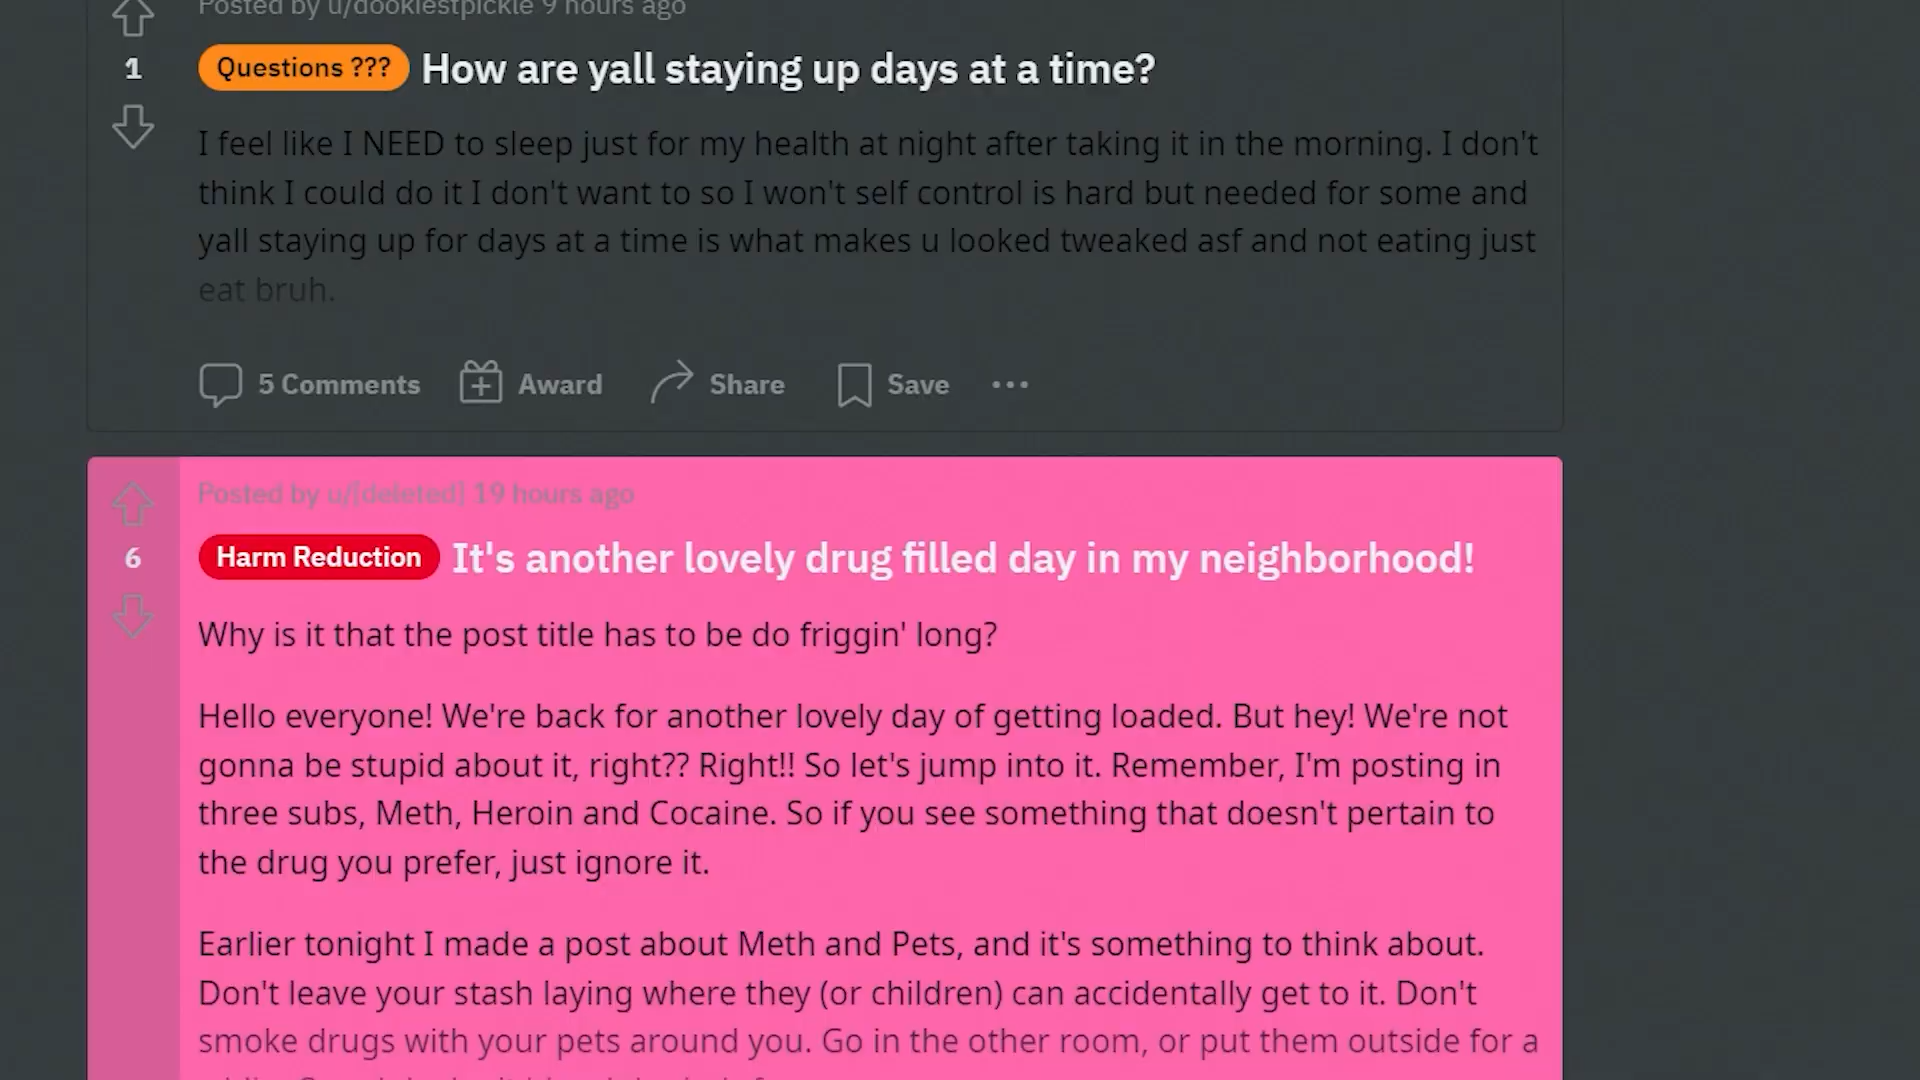 Posted by u/dookiestpickle 9 hours ago
1
Questions ??? How are yall staying up days at a time?
I feel like I NEED to sleep just for my health at night after taking it in the morning. I don't
think I could do it I don't want to so I won't self control is hard but needed for some and
yall staying up for days at a time is what makes u looked tweaked asf and not eating just
eat bruh.
5 Comments Award Share Save
Posted by u/[deleted] 19 hours ago
6
Harm Reduction It's another lovely drug filled day in my neighborhood!
Why is it that the post title has to be do friggin' long?
Hello everyone! We're back for another lovely day of getting loaded. But hey! We're not
gonna be stupid about it, right?? Right!! So let's jump into it. Remember, I'm posting in
three subs, Meth, Heroin and Cocaine. So if you see something that doesn't pertain to
the drug you prefer, just ignore it.
Earlier tonight I made a post about Meth and Pets, and it's something to think about.
Don't leave your stash laying where they (or children) can accidentally get to it. Don't
smoke drugs with your pets around you. Go in the other room, or put them outside for a